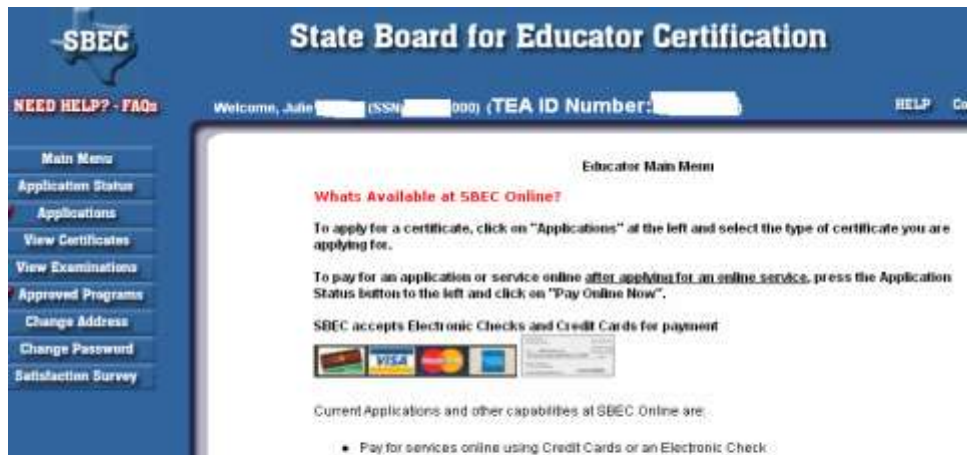 SBEC
State Board for Educator Certification
NEED HELP? - FAQs
Welcome, Julie (SSN 000) (TEA ID Number: )
HELP Co
Main Menu
Application Status
Applications
View Certificates
View Examinations
Approved Programs
Change Address
Change Password
Satisfaction Survey
Educator Main Menu
Whats Available at SBEC Online?
To apply for a certificate, click on "Applications" at the left and select the type of certificate you are
applying for.
To pay for an application or service online after applying for an online service, press the Application
Status button to the left and click on "Pay Online Now".
SBEC accepts Electronic Checks and Credit Cards for payment
VISA
Current Applications and other capabilities at SBEC Online are:
• Pay for services online using Credit Cards or an Electronic Check